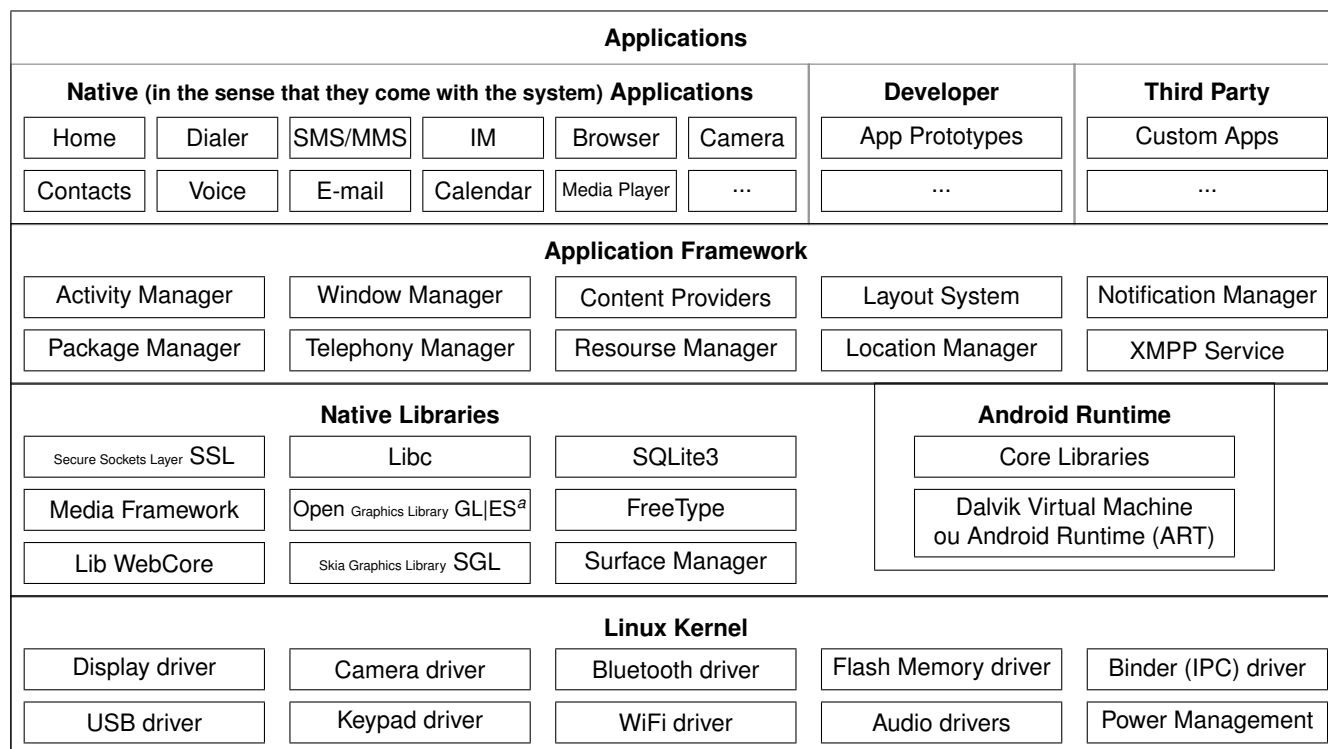 Applications
Native (in the sense that they come with the system) Applications
Developer
Third Party
Home
Dialer
SMS/MMS
IM
Browser
Camera
App Prototypes
Custom Apps
Contacts
Voice
E-mail
Calendar
Media Player
...
...
...
Application Framework
Activity Manager
Window Manager
Content Providers
Layout System
Notification Manager
Package Manager
Telephony Manager
Resourse Manager
Location Manager
XMPP Service
Native Libraries
Android Runtime
Secure Sockets Layer SSL
Libc
SQLite3
Core Libraries
Media Framework
Open Graphics Library GL|ESa
FreeType
Dalvik Virtual Machine
ou Android Runtime (ART)
Lib WebCore
Skia Graphics Library SGL
Surface Manager
Linux Kernel
Display driver
Camera driver
Bluetooth driver
Flash Memory driver
Binder (IPC) driver
USB driver
Keypad driver
WiFi driver
Audio drivers
Power Management